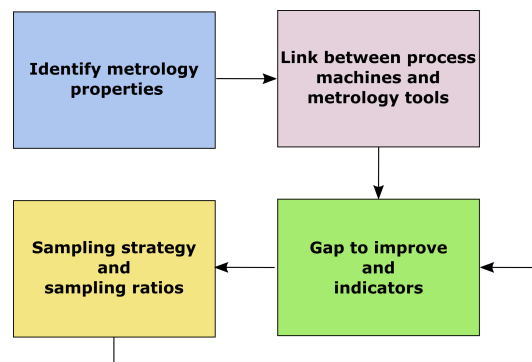 Identify metrology
properties
Link between process
machines and
metrology tools
Sampling strategy
and
sampling ratios
Gap to improve
and
indicators